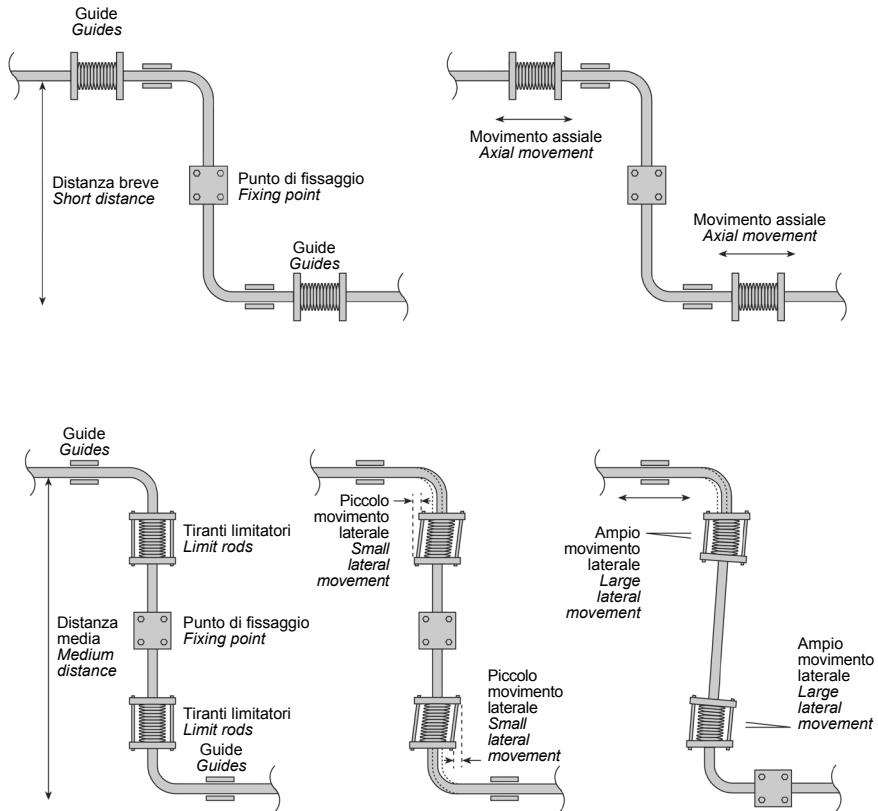 Guide
Guides
Distanza breve
Short distance
Punto di fissaggio
Fixing point
Guide
Guides
Movimento assiale
Axial movement
Movimento assiale
Axial movement
Guide
Guides
Tiranti limitatori
Limit rods
Distanza
media
Medium
distance
Punto di fissaggio
Fixing point
Tiranti limitatori
Limit rods
Guide
Guides
Piccolo
movimento
laterale
Small
lateral
movement
Piccolo
movimento
laterale
Small
lateral
movement
Ampio
movimento
laterale
Large
lateral
movement
Ampio
movimento
laterale
Large
lateral
movement